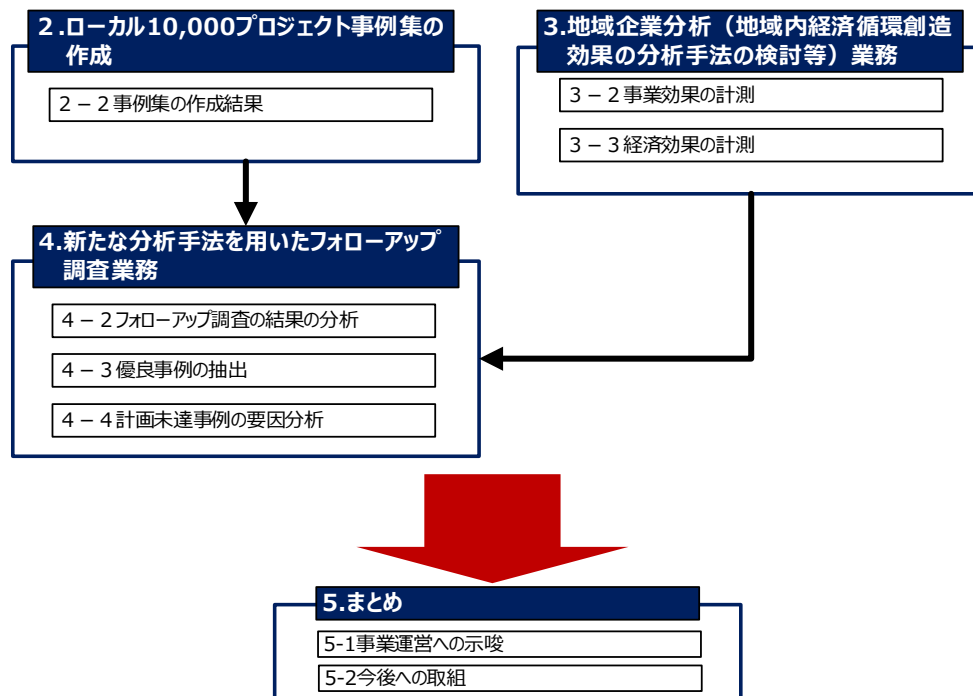 2.ローカル10,000プロジェクト事例集の
作成
2－2事例集の作成結果
3.地域企業分析（地域内経済循環創造
効果の分析手法の検討等）業務
3－2事業効果の計測
3－3経済効果の計測
4.新たな分析手法を用いたフォローアップ
調査業務
4－2フォローアップ調査の結果の分析
4－3優良事例の抽出
4－4計画未達事例の要因分析
5.まとめ
5-1事業運営への示唆
5-2今後への取組